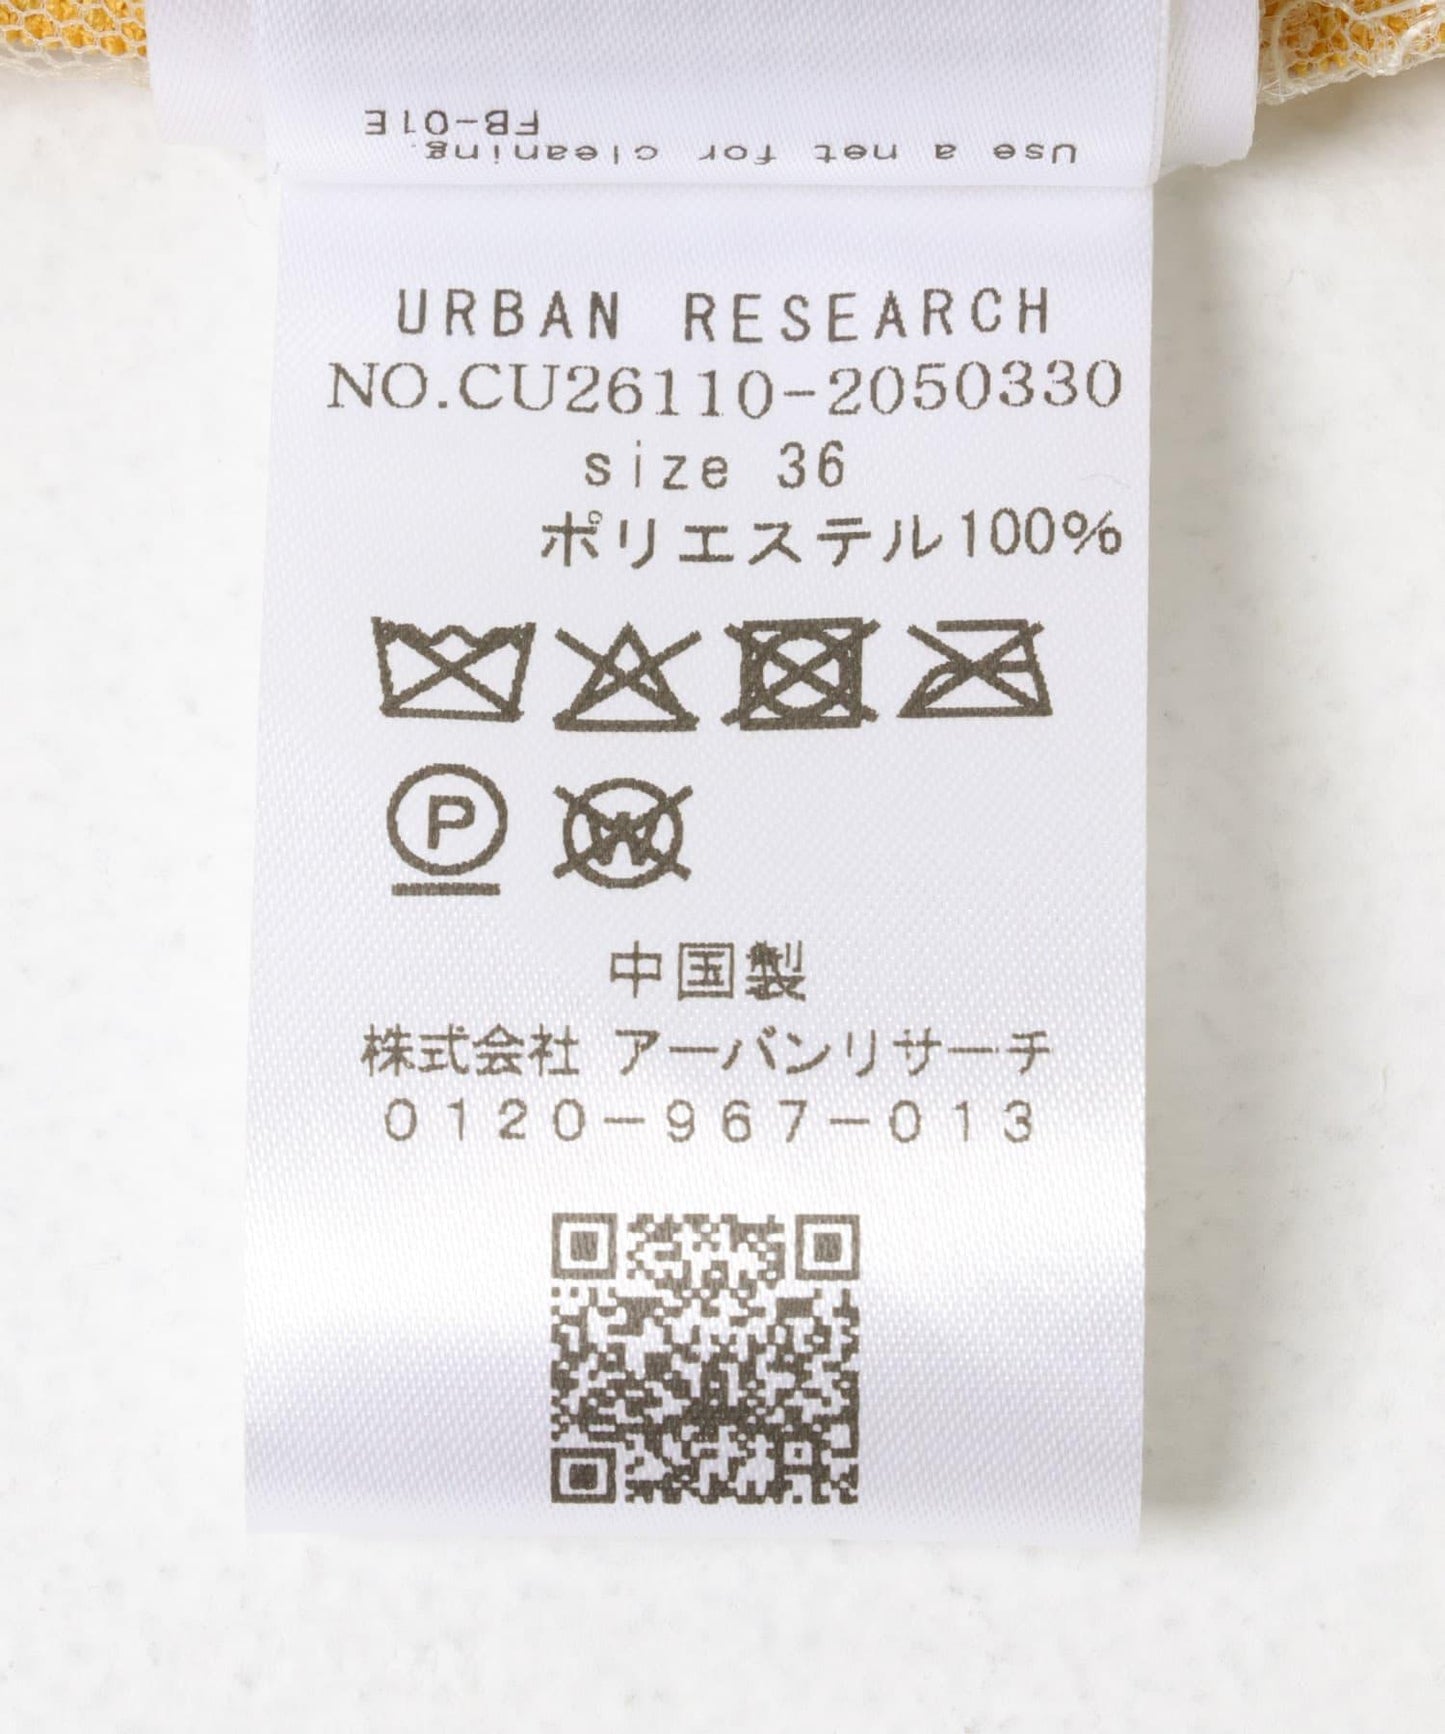 Use a net for cleaning.
FB-01E
URBAN RESEARCH
NO.CU26110-2050330
size 36
ポリエステル100%
P
W
中国製
株式会社 アーバンリサーチ
0120-967-013